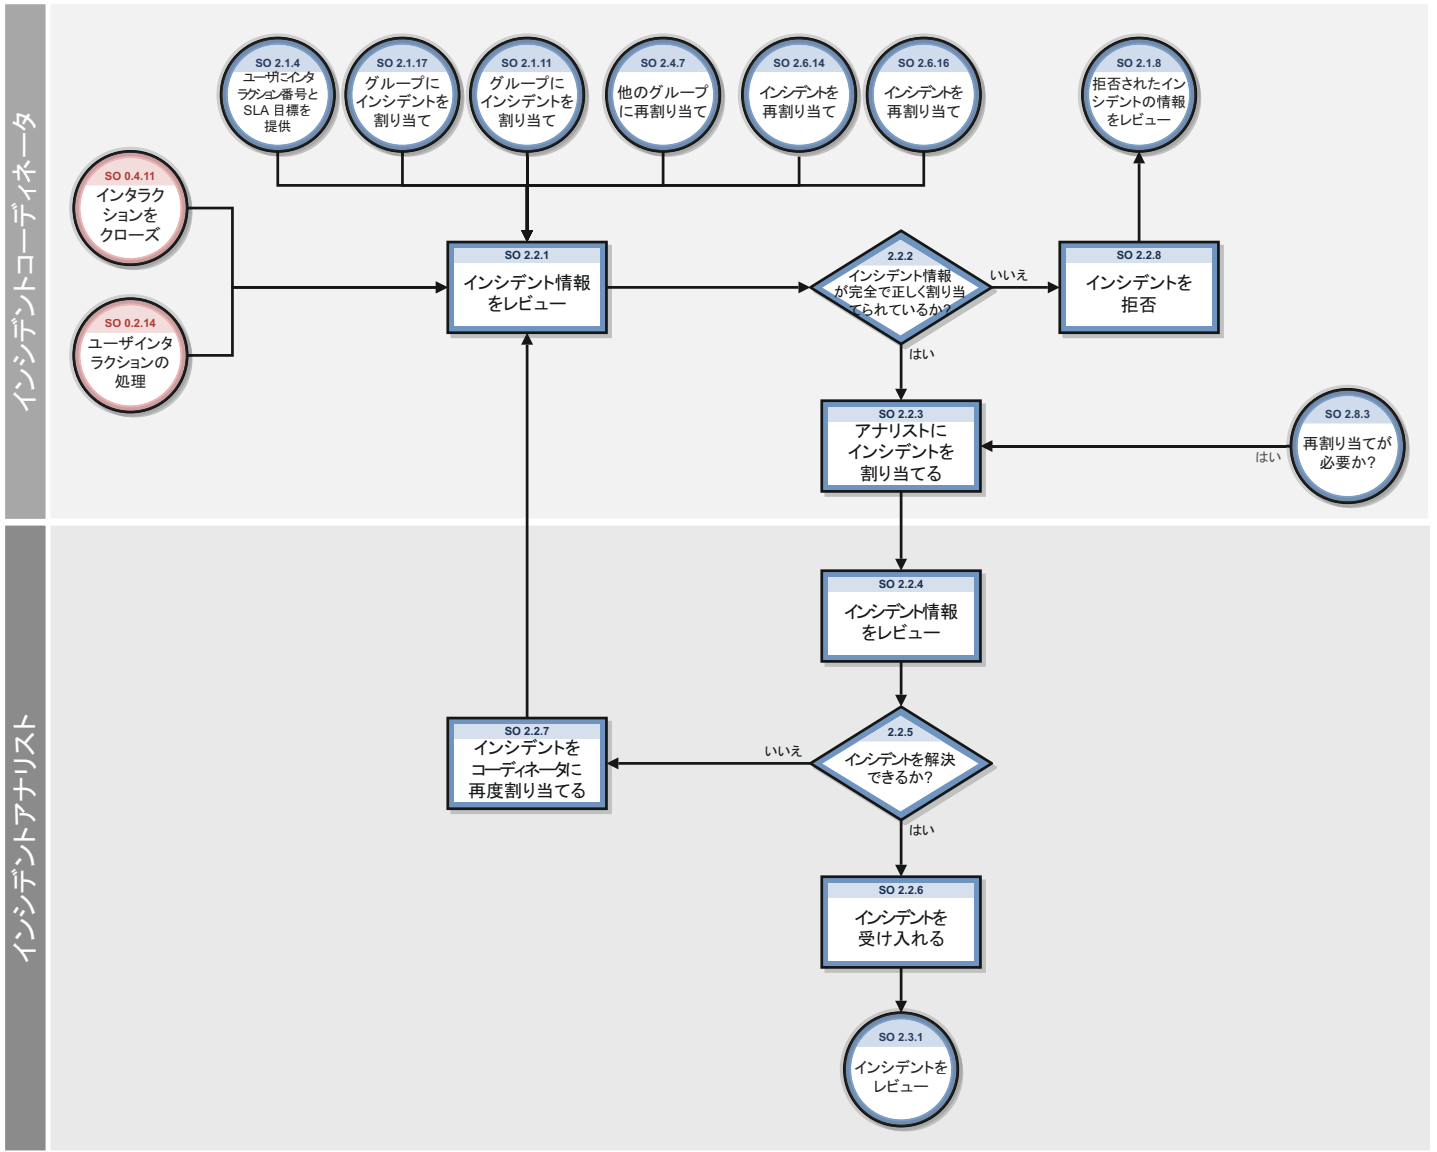 インシデントコーディネータ
SO 2.1.4
ユーザにインタ
ラクション番号と
SLA 目標を
提供
SO 2.1.17
グループに
インシデントを
割り当て
SO 2.1.11
グループに
インシデントを
割り当て
SO 2.4.7
他のグループ
に再割り当て
SO 2.6.14
インシデントを
再割り当て
SO 2.6.16
インシデントを
再割り当て
SO 2.1.8
拒否されたイン
シデントの情報
をレビュー
SO 0.4.11
インタラク
ションを
クローズ
SO 0.2.14
ユーザインタ
ラクションの
処理
SO 2.2.1
インシデント情報
をレビュー
2.2.2
インシデント情報
が完全で正しく割り当
てられているか?
いいえ
はい
SO 2.2.8
インシデントを
拒否
SO 2.2.3
アナリストに
インシデントを
割り当てる
はい
SO 2.8.3
再割り当てが
必要か?
インシデントアナリスト
SO 2.2.4
インシデント情報
をレビュー
2.2.5
インシデントを解決
できるか?
いいえ
はい
SO 2.2.7
インシデントを
コーディネータに
再度割り当てる
SO 2.2.6
インシデントを
受け入れる
SO 2.3.1
インシデントを
レビュー